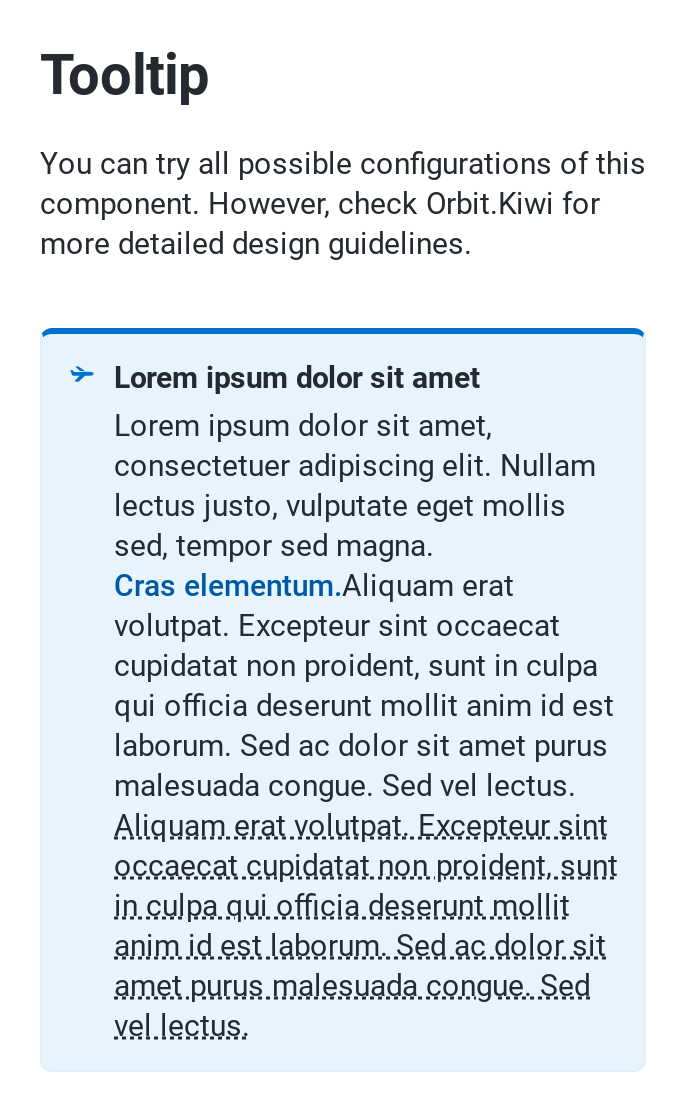 Tooltip
You can try all possible configurations of this
component. However, check Orbit.Kiwi for
more detailed design guidelines.
Lorem ipsum dolor sit amet
Lorem ipsum dolor sit amet,
consectetuer adipiscing elit. Nullam
lectus justo, vulputate eget mollis
sed, tempor sed magna.
Cras elementum.Aliquam erat
volutpat. Excepteur sint occaecat
cupidatat non proident, sunt in culpa
qui officia deserunt mollit anim id est
laborum. Sed ac dolor sit amet purus
malesuada congue. Sed vel lectus.
Aliquam erat volutpat. Excepteur sint
occaecat cupidatat non proident, sunt
in culpa qui officia deserunt mollit
anim id est laborum. Sed ac dolor sit
amet purus malesuada congue. Sed
vel lectus.